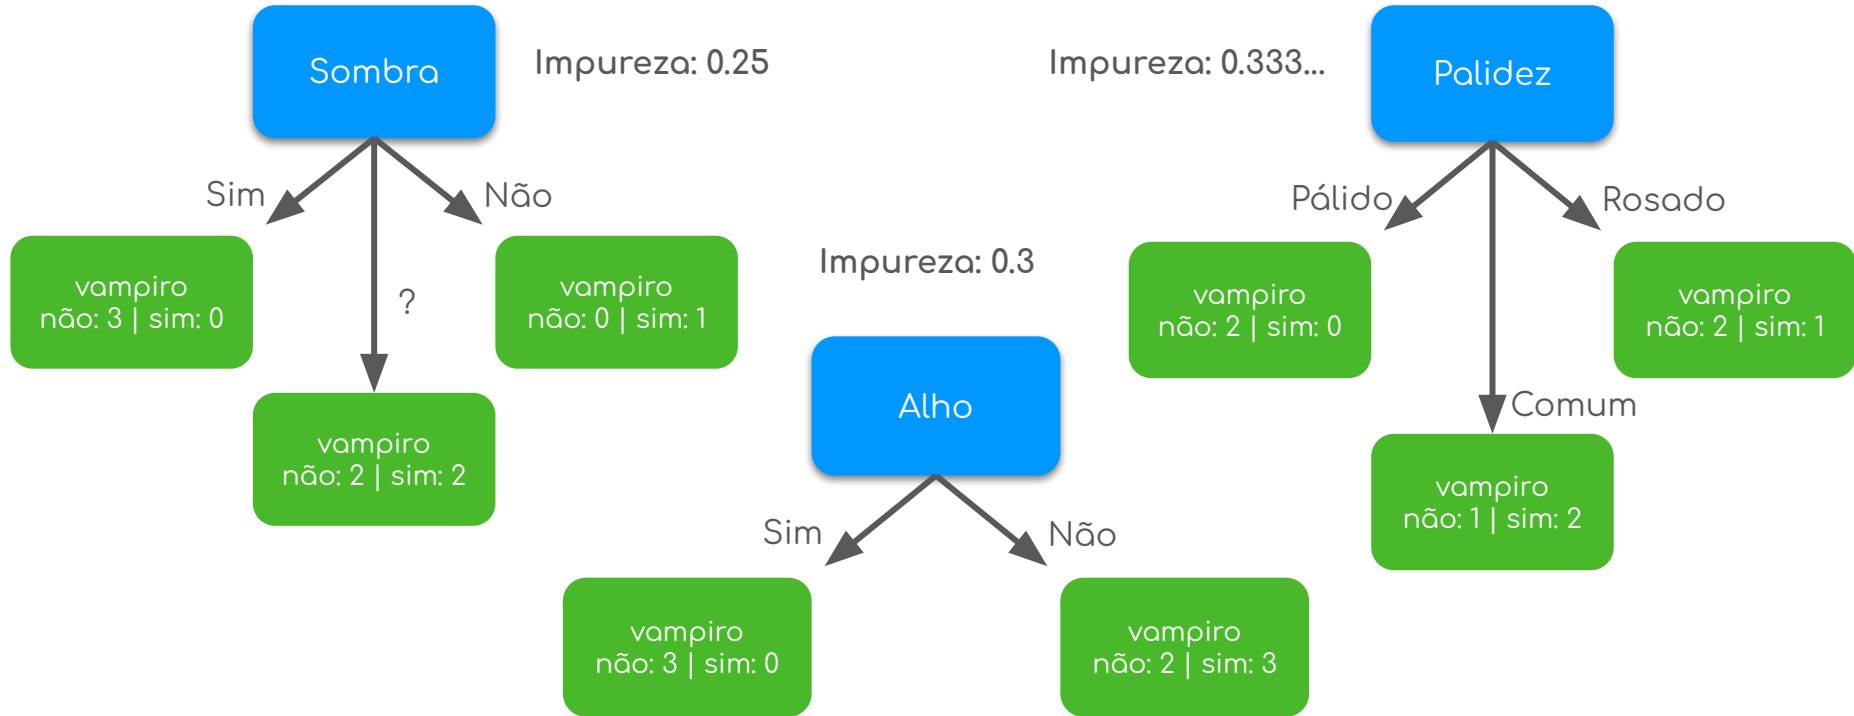 Sombra
Impureza: 0.25
Sim
?
Não
vampiro
não: 3 | sim: 0
vampiro
não: 0 | sim: 1
vampiro
não: 2 | sim: 2
Impureza: 0.3
Alho
Sim
Não
vampiro
não: 3 | sim: 0
vampiro
não: 2 | sim: 3
Impureza: 0.333...
Palidez
Pálido
Rosado
Comum
vampiro
não: 2 | sim: 0
vampiro
não: 2 | sim: 1
vampiro
não: 1 | sim: 2